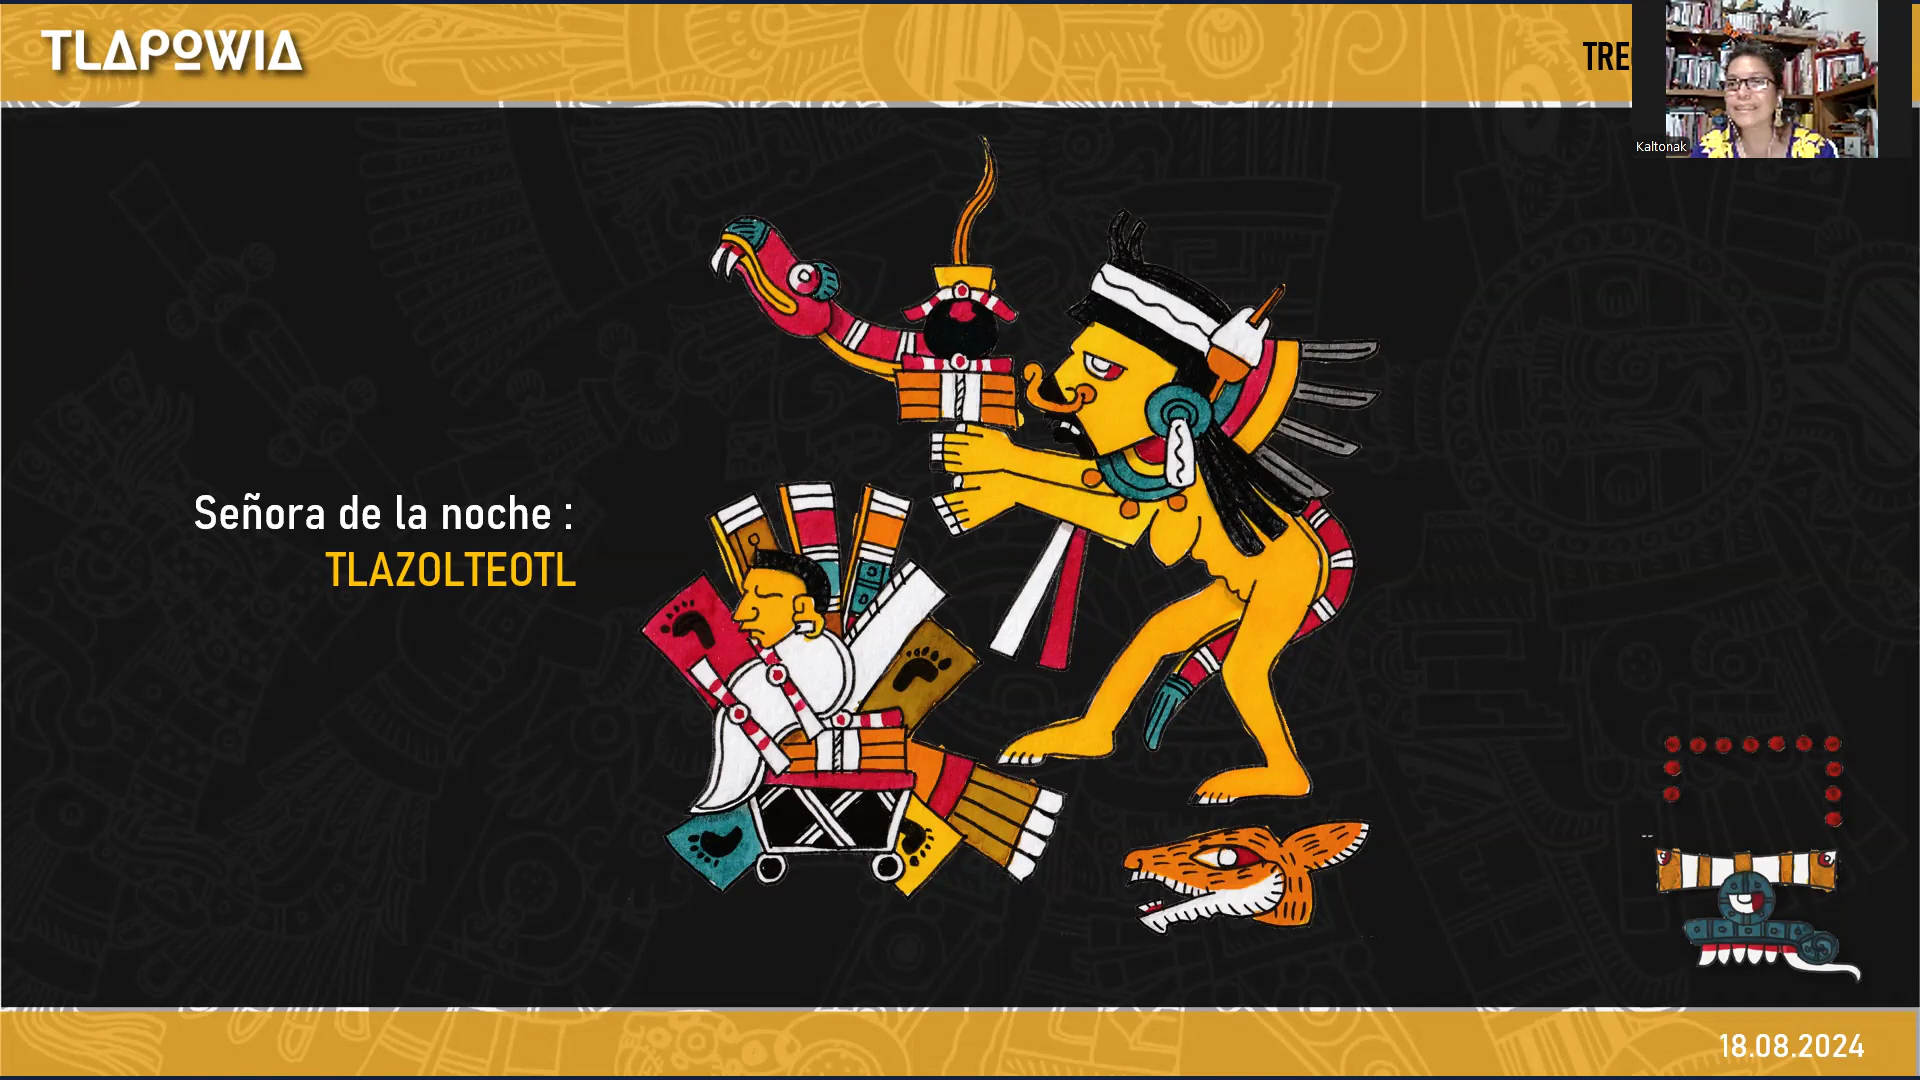 TLAPOWIA
TRE
Kaltonak
Señora de la noche :
TLAZOLTEOTL
18.08.2024